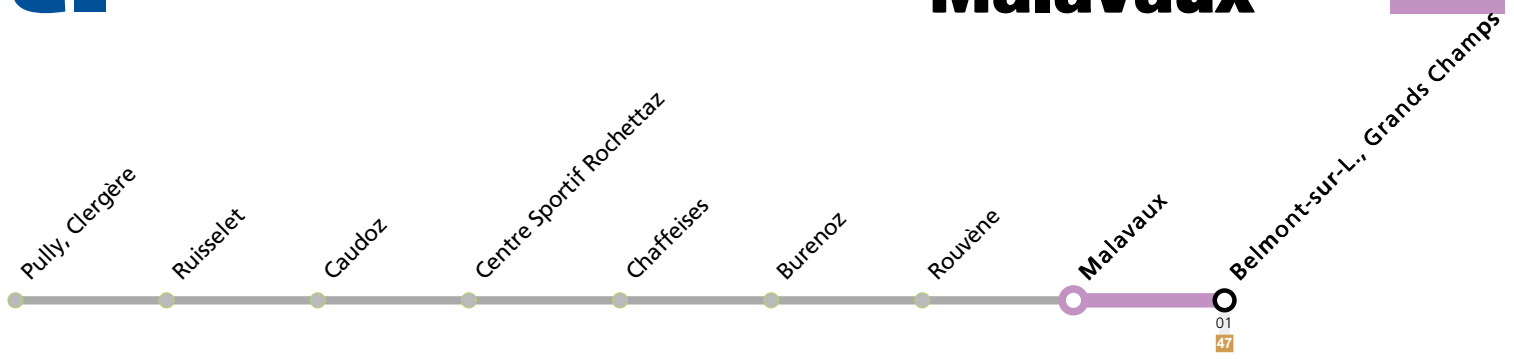 Malavaux
Pully, Clergère
Ruisselet
Caudoz
Centre Sportif Rochettaz
Chaffeises
Burenoz
Rouvène
Malavaux
Belmont-sur-L., Grands Champs
01
47